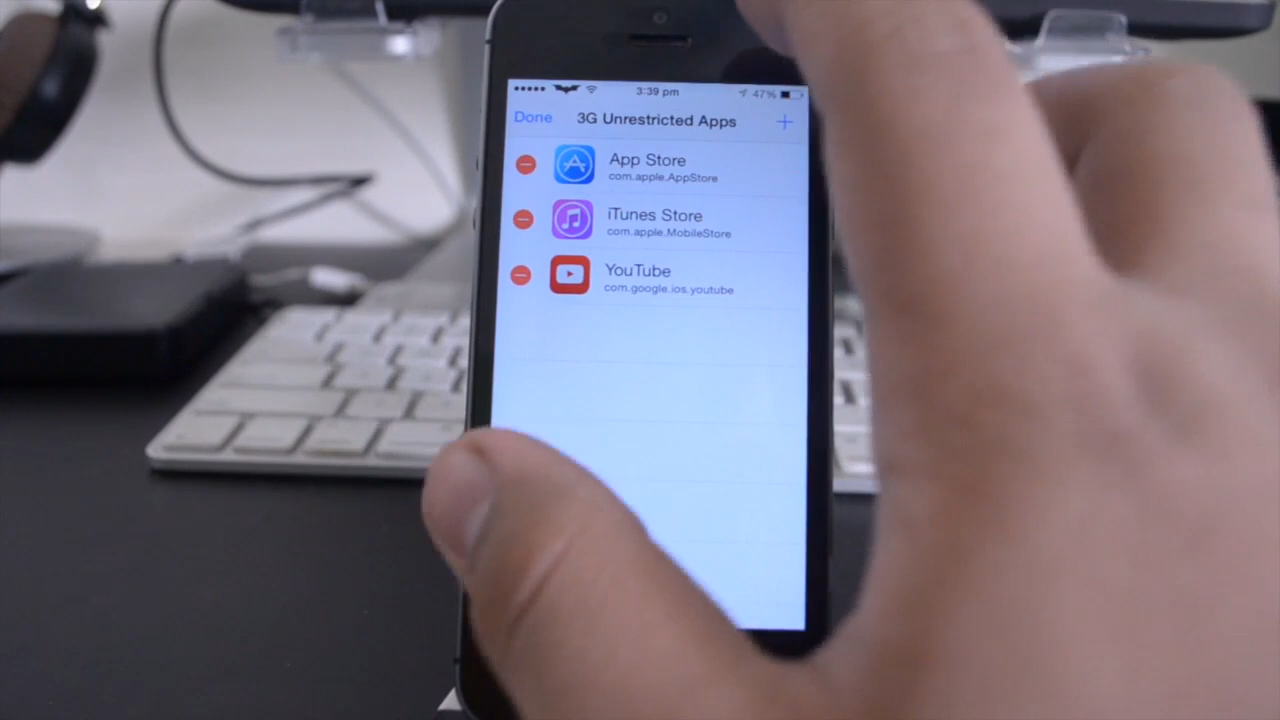 3:39 pm
47%
Done 3G Unrestricted Apps +
App Store
com.apple.AppStore
iTunes Store
com.apple.MobileStore
YouTube
com.google.ios.youtube